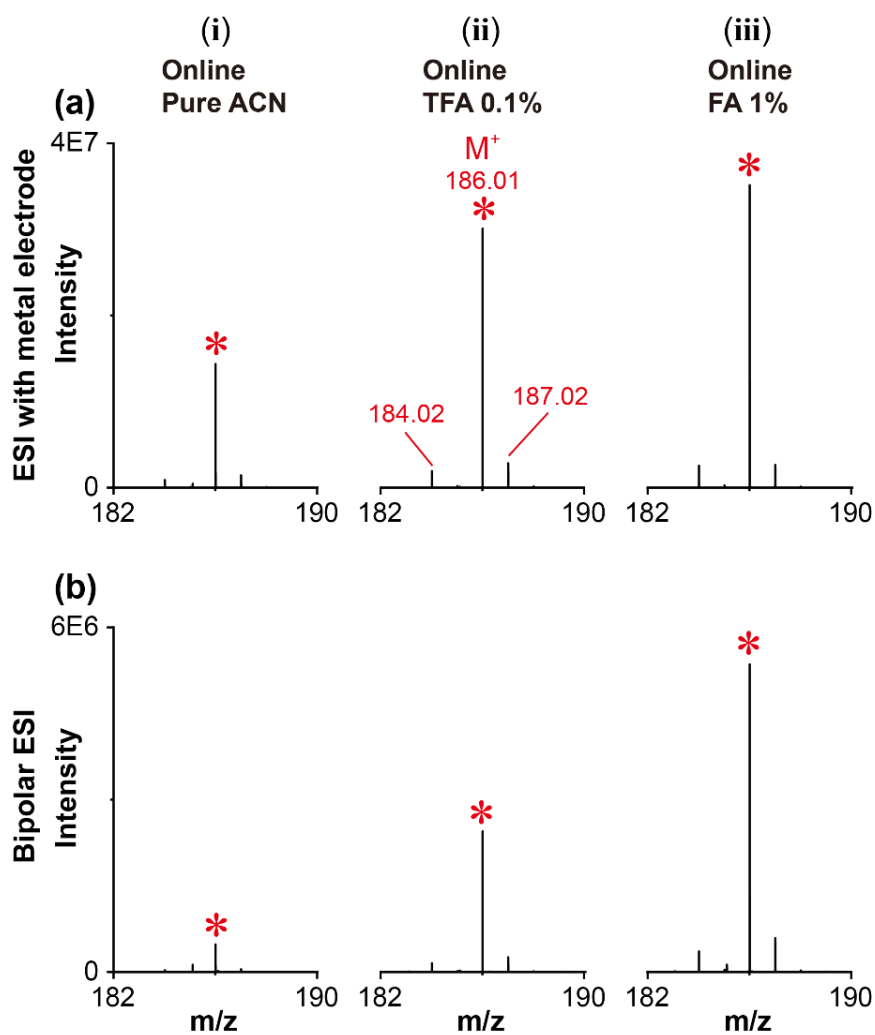 (i)
Online
Pure ACN
(ii)
Online
TFA 0.1%
(iii)
Online
FA 1%
(a)
ESI with metal electrode
Intensity
4E7
0
182
190
*
M⁺
186.01
*
184.02
187.02
182
190
*
182
190
(b)
Bipolar ESI
Intensity
6E6
0
*
182
190
m/z
*
182
190
m/z
*
182
190
m/z